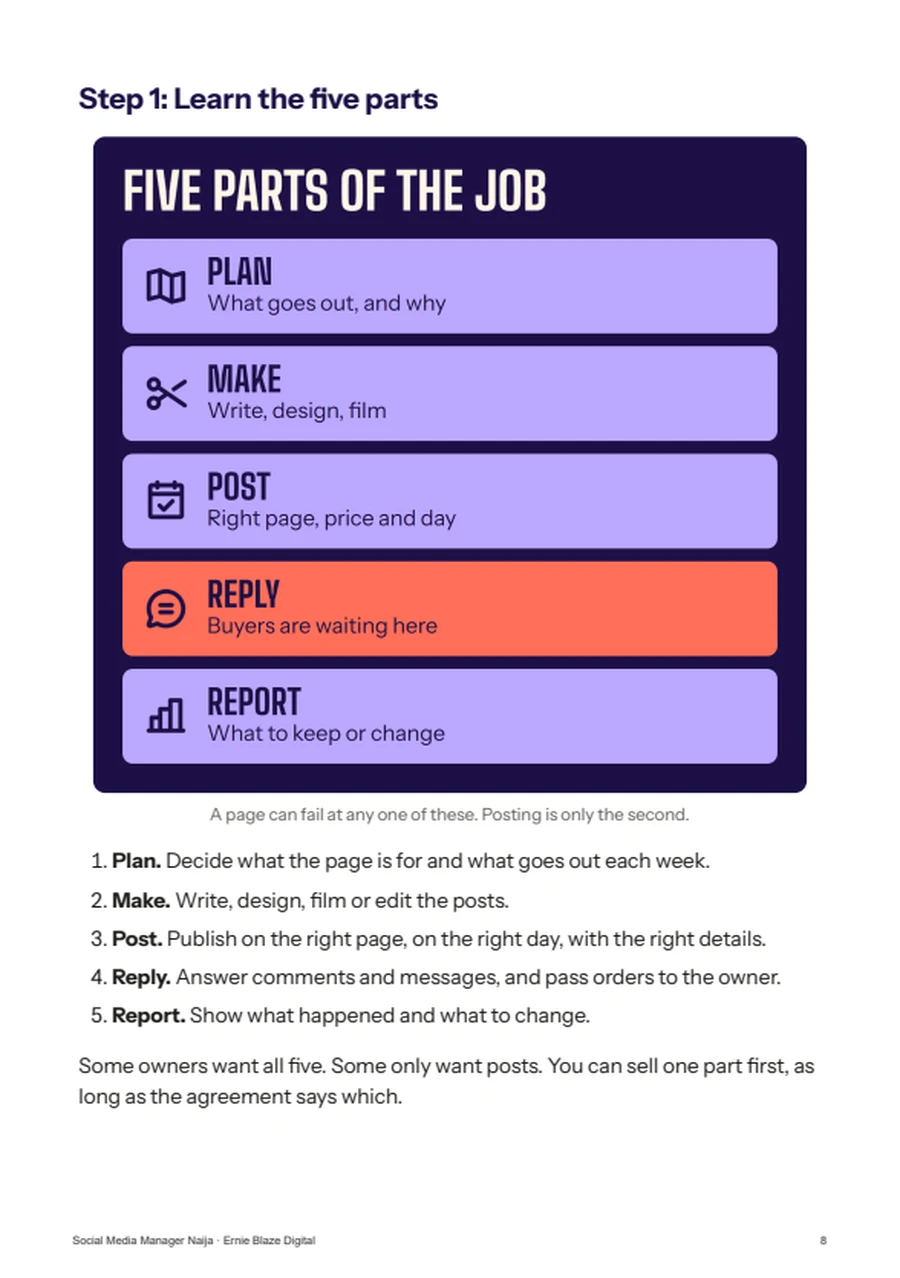 Step 1: Learn the five parts
FIVE PARTS OF THE JOB
PLAN
What goes out, and why
MAKE
Write, design, film
POST
Right page, price and day
REPLY
Buyers are waiting here
REPORT
What to keep or change
A page can fail at any one of these. Posting is only the second.
1. Plan. Decide what the page is for and what goes out each week.
2. Make. Write, design, film or edit the posts.
3. Post. Publish on the right page, on the right day, with the right details.
4. Reply. Answer comments and messages, and pass orders to the owner.
5. Report. Show what happened and what to change.
Some owners want all five. Some only want posts. You can sell one part first, as
long as the agreement says which.
Social Media Manager Naija · Ernie Blaze Digital
8